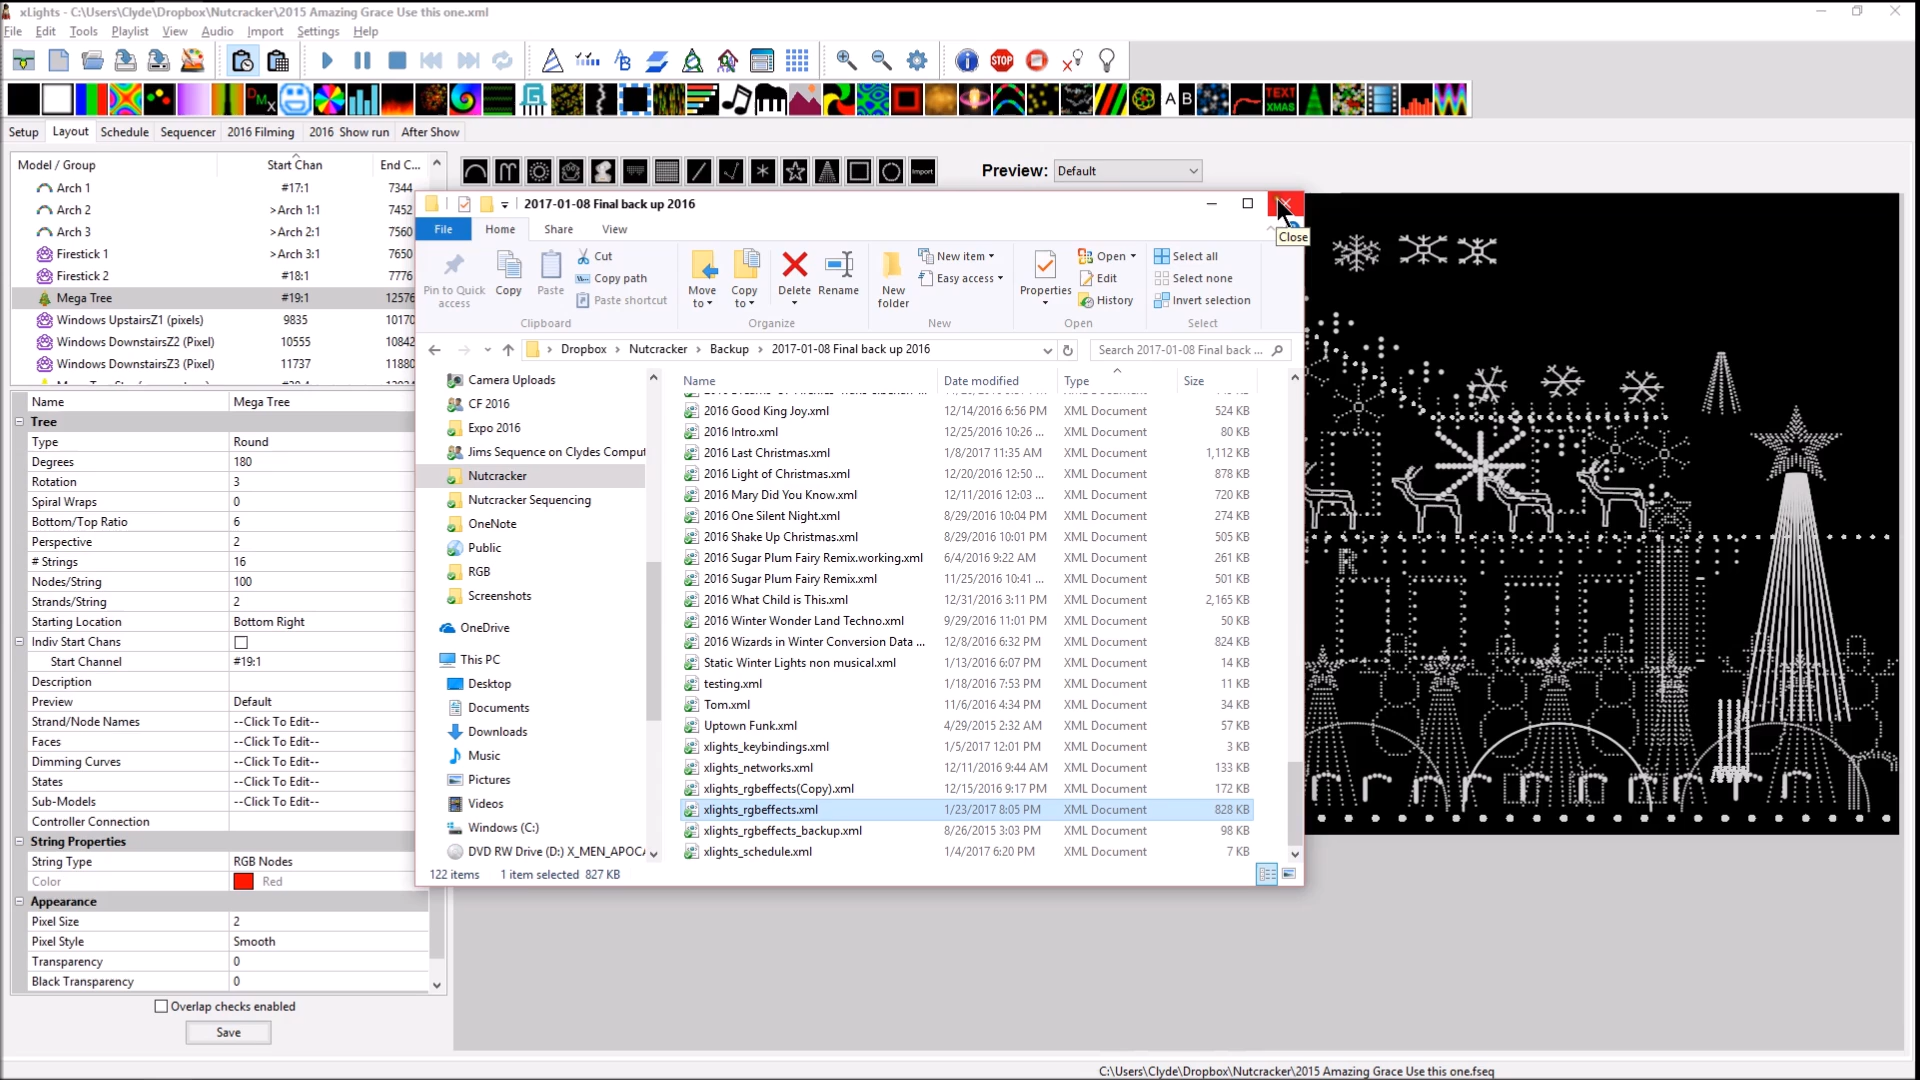 xLights - C:\Users\Clyde\Dropbox\Nutcracker\2015 Amazing Grace Use this one.xml
File Edit Tools Playlist View Audio Import Settings Help
Setup Layout Schedule Sequencer 2016 Filming 2016 Show run After Show
Model / Group Start Chan End C...
Arch 1 #17:1 7344
Arch 2 >Arch 1:1 7452
Arch 3 >Arch 2:1 7560
Firestick 1 >Arch 3:1 7650
Firestick 2 #18:1 7776
Mega Tree #19:1 12576
Windows UpstairsZ1 (pixels) 9835 10170
Windows DownstairsZ2 (Pixel) 10555 10842
Windows DownstairsZ3 (Pixel) 11737 11880
Import
Preview: Default
Name Mega Tree
Tree
Type Round
Degrees 180
Rotation 3
Spiral Wraps 0
Bottom/Top Ratio 6
Perspective 2
# Strings 16
Nodes/String 100
Strands/String 2
Starting Location Bottom Right
Indiv Start Chans
Start Channel #19:1
Description
Preview Default
Strand/Node Names --Click To Edit--
Faces --Click To Edit--
Dimming Curves --Click To Edit--
States --Click To Edit--
Sub-Models --Click To Edit--
Controller Connection
String Properties
String Type RGB Nodes
Color Red
Appearance
Pixel Size 2
Pixel Style Smooth
Transparency 0
Black Transparency 0
Overlap checks enabled
Save
2017-01-08 Final back up 2016
Close
File Home Share View
Pin to Quick access
Copy
Paste
Cut
Copy path
Paste shortcut
Clipboard
Move to
Copy to
Delete
Rename
Organize
New folder
New item
Easy access
New
Properties
Open
Edit
History
Open
Select all
Select none
Invert selection
Select
Dropbox › Nutcracker › Backup › 2017-01-08 Final back up 2016
Search 2017-01-08 Final back ...
Camera Uploads
CF 2016
Expo 2016
Jims Sequence on Clydes Comput
Nutcracker
Nutcracker Sequencing
OneNote
Public
RGB
Screenshots
OneDrive
This PC
Desktop
Documents
Downloads
Music
Pictures
Videos
Windows (C:)
DVD RW Drive (D:) X_MEN_APOCA
Name Date modified Type Size
2016 Good King Joy.xml 12/14/2016 6:56 PM XML Document 524 KB
2016 Intro.xml 12/25/2016 10:26 ... XML Document 80 KB
2016 Last Christmas.xml 1/8/2017 11:35 AM XML Document 1,112 KB
2016 Light of Christmas.xml 12/20/2016 12:50 ... XML Document 878 KB
2016 Mary Did You Know.xml 12/11/2016 12:03 ... XML Document 720 KB
2016 One Silent Night.xml 8/29/2016 10:04 PM XML Document 274 KB
2016 Shake Up Christmas.xml 8/29/2016 10:01 PM XML Document 505 KB
2016 Sugar Plum Fairy Remix.working.xml 6/4/2016 9:22 AM XML Document 261 KB
2016 Sugar Plum Fairy Remix.xml 11/25/2016 10:41 ... XML Document 501 KB
2016 What Child is This.xml 12/31/2016 3:11 PM XML Document 2,165 KB
2016 Winter Wonder Land Techno.xml 9/29/2016 11:01 PM XML Document 50 KB
2016 Wizards in Winter Conversion Data ... 12/8/2016 6:32 PM XML Document 824 KB
Static Winter Lights non musical.xml 1/13/2016 6:07 PM XML Document 14 KB
testing.xml 1/18/2016 7:53 PM XML Document 11 KB
Tom.xml 11/6/2016 4:34 PM XML Document 34 KB
Uptown Funk.xml 4/29/2015 2:32 AM XML Document 57 KB
xlights_keybindings.xml 1/5/2017 12:01 PM XML Document 3 KB
xlights_networks.xml 12/11/2016 9:44 AM XML Document 133 KB
xlights_rgbeffects(Copy).xml 12/15/2016 9:17 PM XML Document 172 KB
xlights_rgbeffects.xml 1/23/2017 8:05 PM XML Document 828 KB
xlights_rgbeffects_backup.xml 8/26/2015 3:03 PM XML Document 98 KB
xlights_schedule.xml 1/4/2017 6:20 PM XML Document 7 KB
122 items 1 item selected 827 KB
C:\Users\Clyde\Dropbox\Nutcracker\2015 Amazing Grace Use this one.fseq